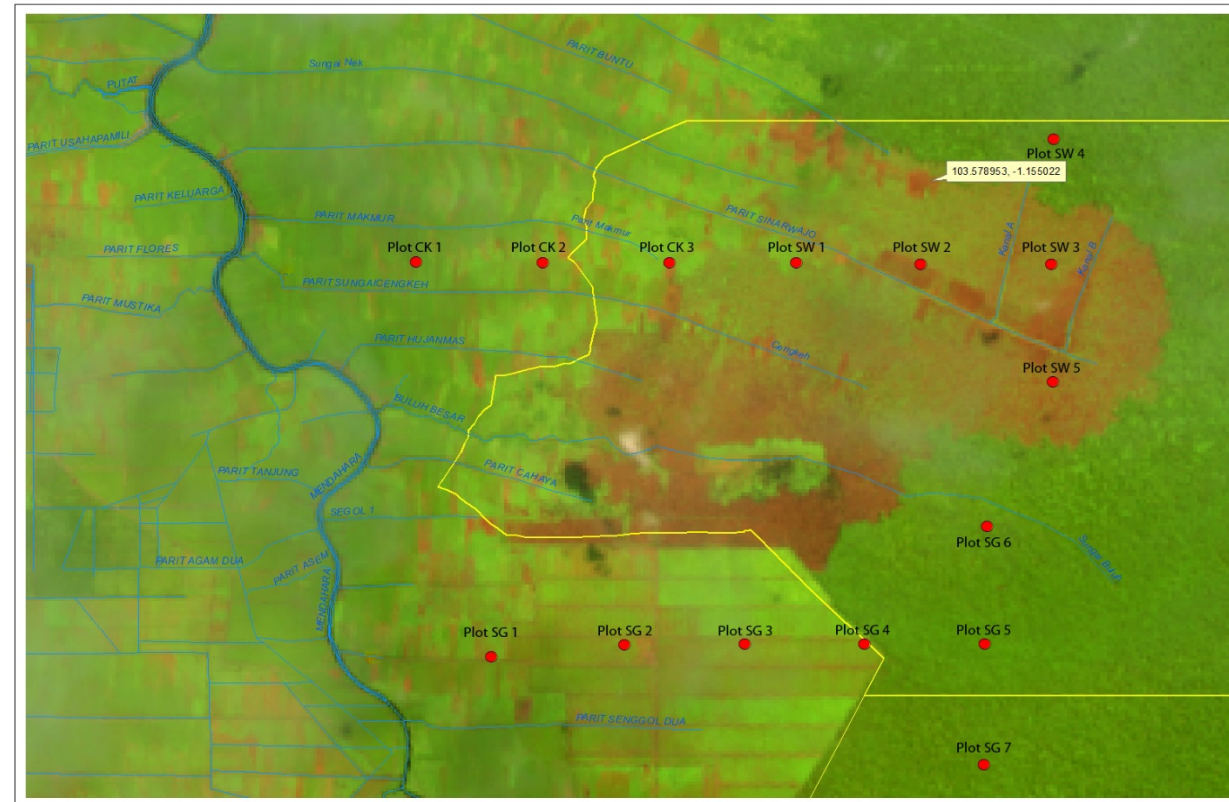 PARIT BUNTU
Sungai Nek
PUTAT
PARIT USAHAPAMILI
Plot SW 4
103.578953, -1.155022
PARIT KELUARGA
PARIT MAKMUR
Parit Makmur
PARIT SINARWAJO
Kanal A
Kanal B
PARIT FLORES
Plot CK 1
Plot CK 2
Plot CK 3
Plot SW 1
Plot SW 2
Plot SW 3
PARIT SUNGAICENGKEH
PARIT MUSTIKA
PARIT HUJANMAS
Cengkeh
Plot SW 5
BULUH BESAR
PARIT TANJUNG
MENDAHARA
PARIT CAHAYA
SEGOL 1
Plot SG 6
Sungai Buluh
PARIT AGAM DUA
PARIT ASEM
MENDAHARA
Plot SG 1
Plot SG 2
Plot SG 3
Plot SG 4
Plot SG 5
PARIT SENGGOL DUA
Plot SG 7